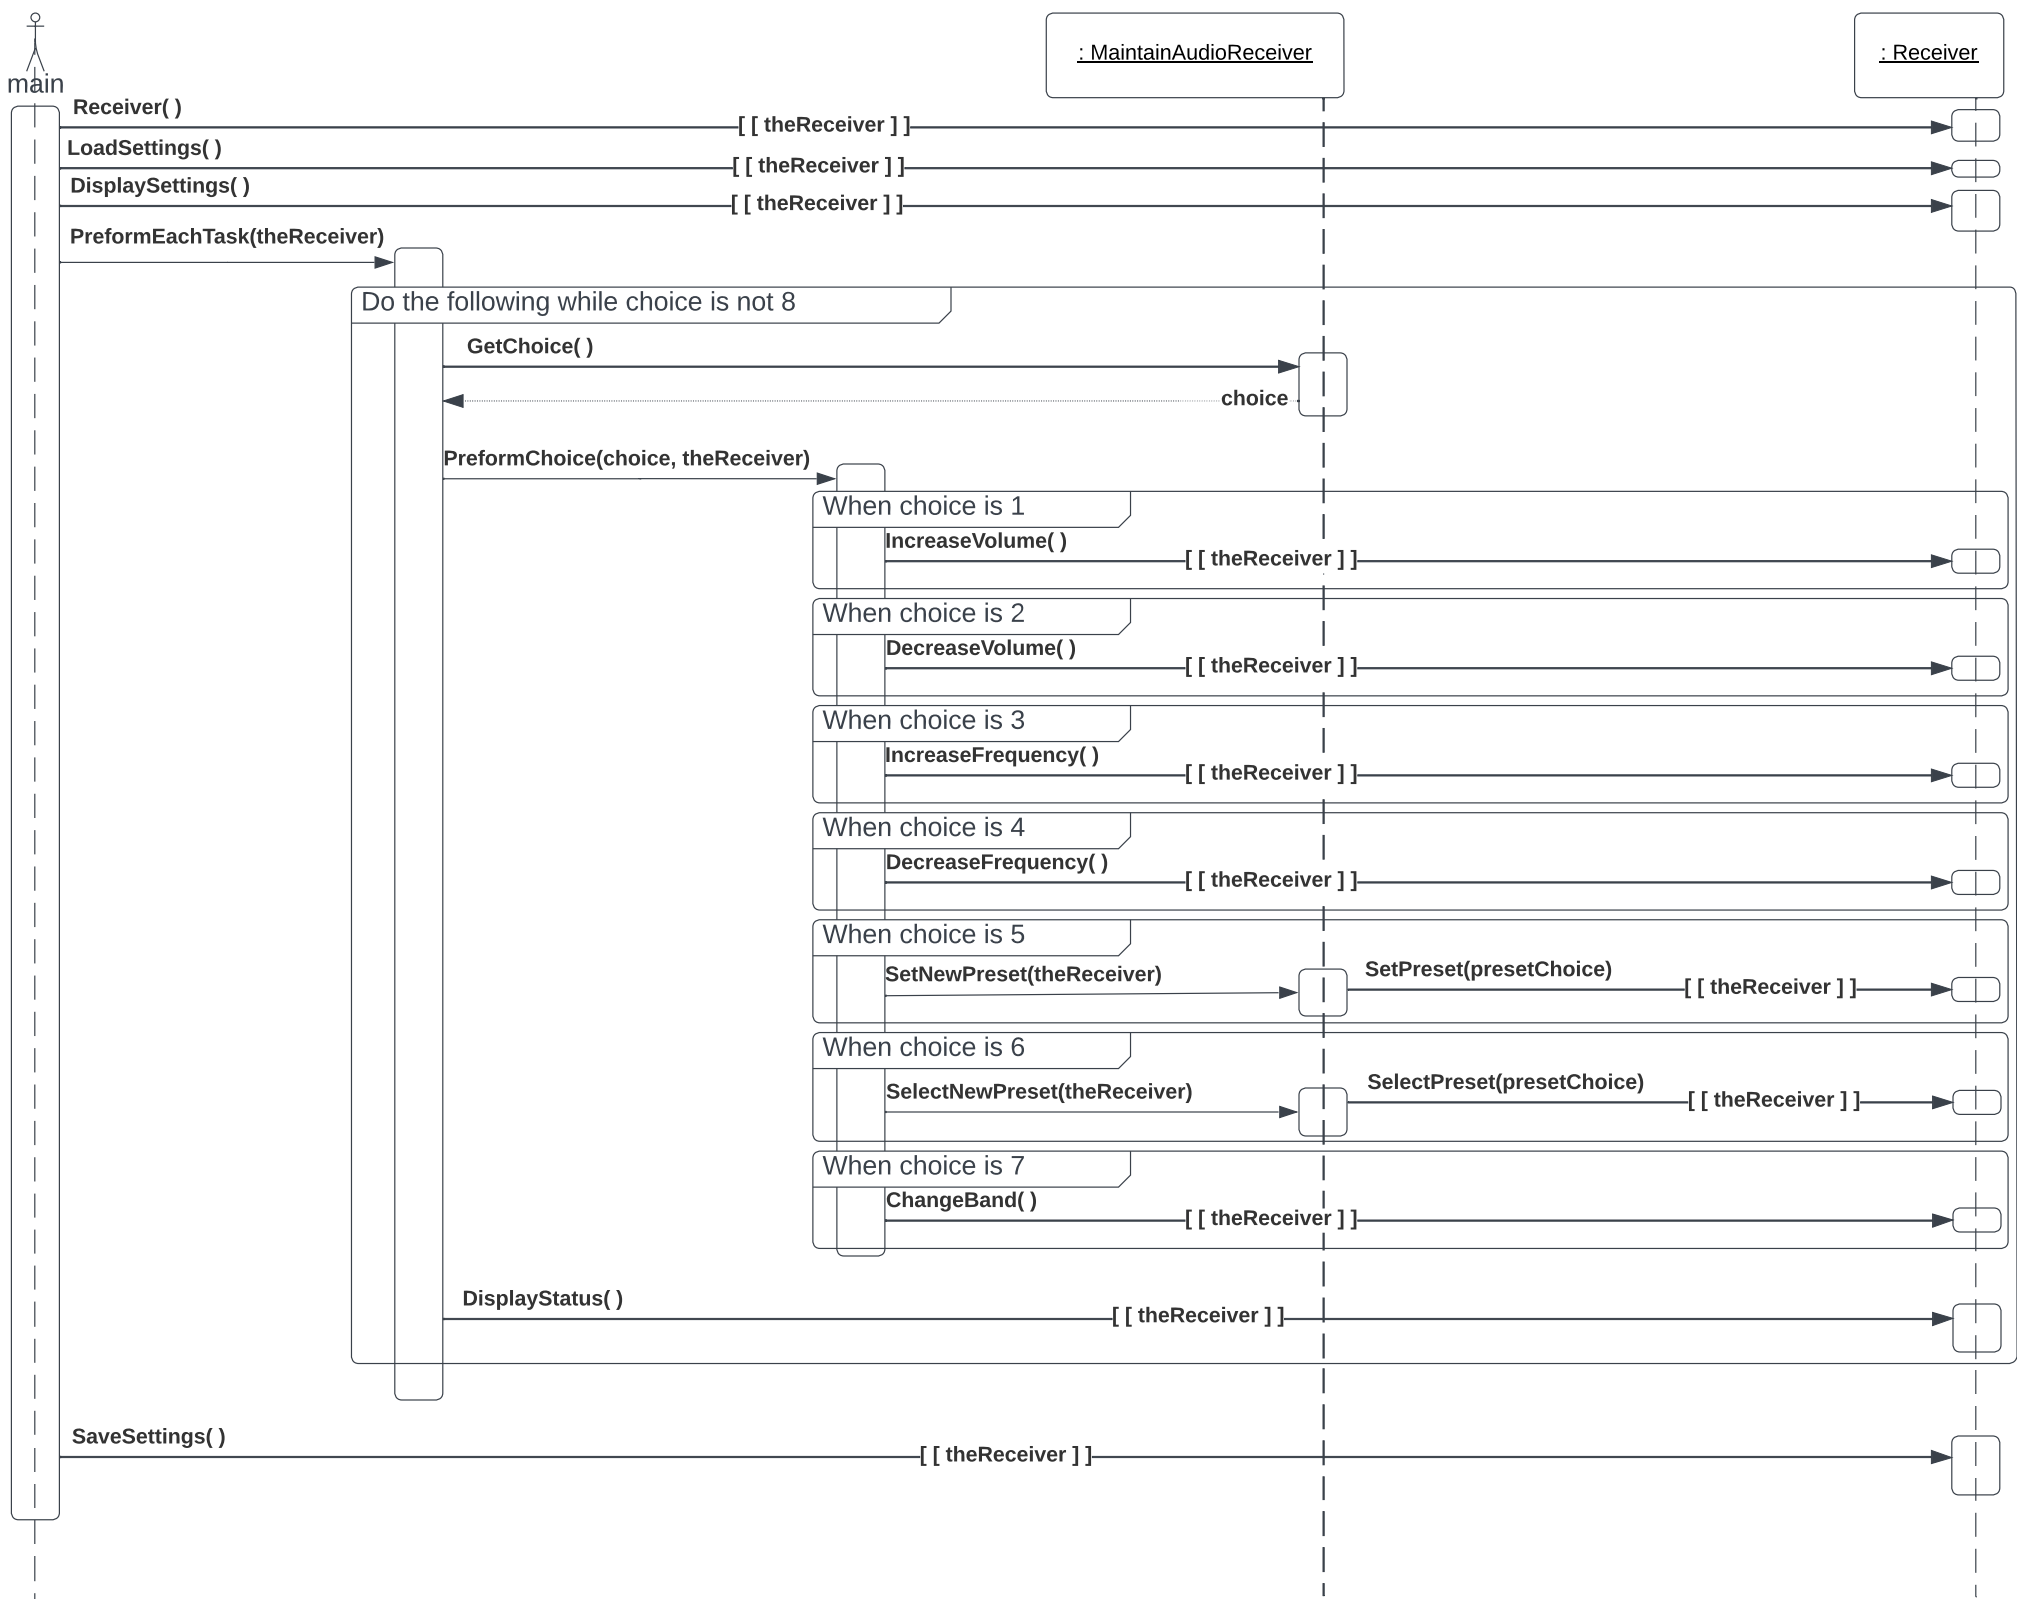 : MaintainAudioReceiver
: Receiver
main
Receiver( )
[ [ theReceiver ] ]
LoadSettings( )
[ [ theReceiver ] ]
DisplaySettings( )
[ [ theReceiver ] ]
PreformEachTask(theReceiver)
Do the following while choice is not 8
GetChoice( )
choice
PreformChoice(choice, theReceiver)
When choice is 1
IncreaseVolume( )
[ [ theReceiver ] ]
When choice is 2
DecreaseVolume( )
[ [ theReceiver ] ]
When choice is 3
IncreaseFrequency( )
[ [ theReceiver ] ]
When choice is 4
DecreaseFrequency( )
[ [ theReceiver ] ]
When choice is 5
SetNewPreset(theReceiver)
SetPreset(presetChoice)
[ [ theReceiver ] ]
When choice is 6
SelectNewPreset(theReceiver)
SelectPreset(presetChoice)
[ [ theReceiver ] ]
When choice is 7
ChangeBand( )
[ [ theReceiver ] ]
DisplayStatus( )
[ [ theReceiver ] ]
SaveSettings( )
[ [ theReceiver ] ]